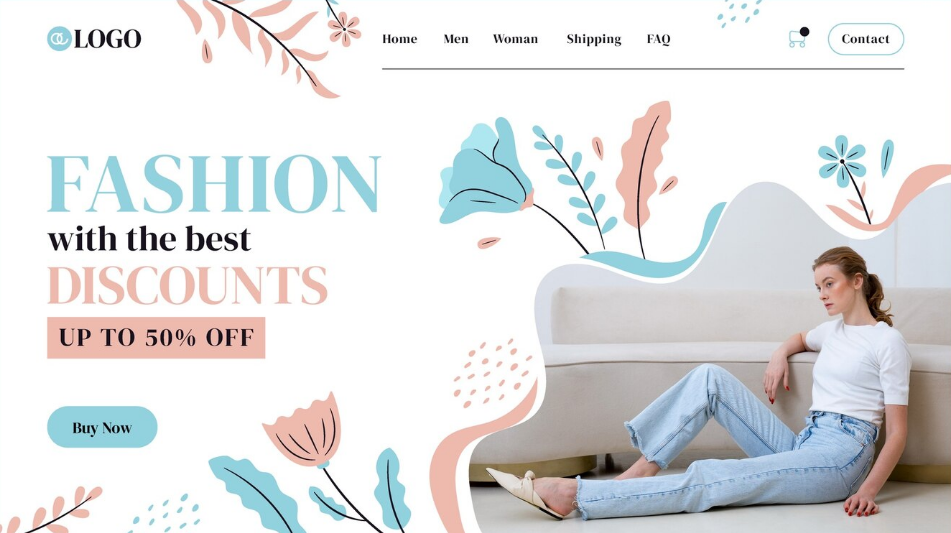 LOGO
Home Men Woman Shipping FAQ Contact
FASHION
with the best
DISCOUNTS
UP TO 50% OFF
Buy Now